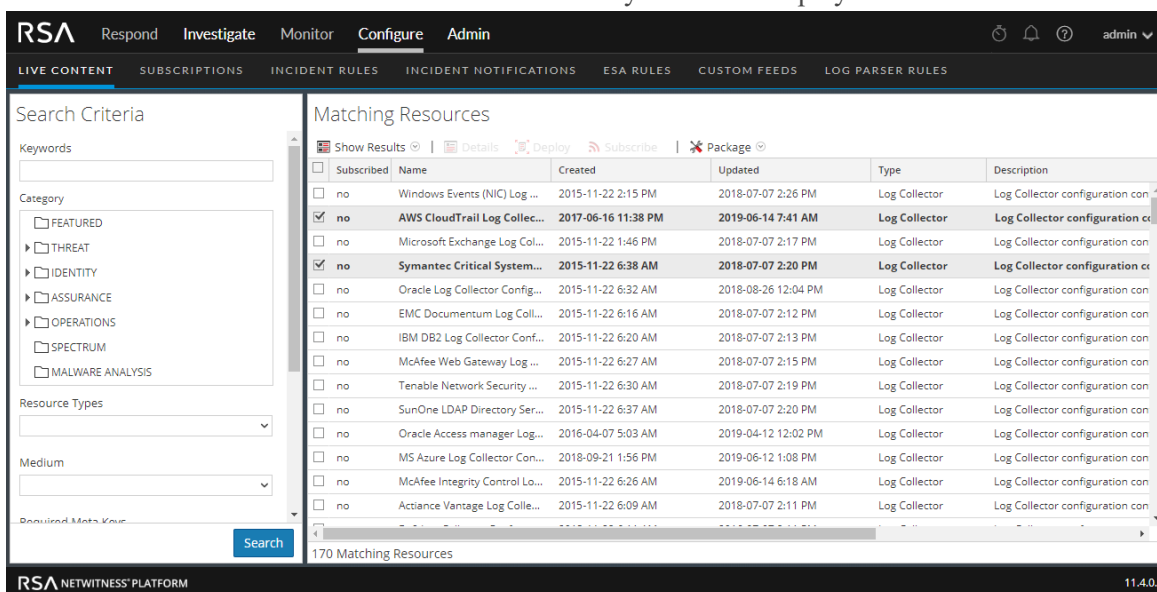 RSA Respond Investigate Monitor Configure Admin admin
LIVE CONTENT SUBSCRIPTIONS INCIDENT RULES INCIDENT NOTIFICATIONS ESA RULES CUSTOM FEEDS LOG PARSER RULES
Search Criteria
Keywords
Category
FEATURED
THREAT
IDENTITY
ASSURANCE
OPERATIONS
SPECTRUM
MALWARE ANALYSIS
Resource Types
Medium
Required Meta Keys
Search
Matching Resources
Show Results | Details Deploy Subscribe | Package
Subscribed Name Created Updated Type Description
no Windows Events (NIC) Log ... 2015-11-22 2:15 PM 2018-07-07 2:26 PM Log Collector Log Collector configuration con
no AWS CloudTrail Log Collec... 2017-06-16 11:38 PM 2019-06-14 7:41 AM Log Collector Log Collector configuration co
no Microsoft Exchange Log Col... 2015-11-22 1:46 PM 2018-07-07 2:17 PM Log Collector Log Collector configuration con
no Symantec Critical System... 2015-11-22 6:38 AM 2018-07-07 2:20 PM Log Collector Log Collector configuration co
no Oracle Log Collector Config... 2015-11-22 6:32 AM 2018-08-26 12:04 PM Log Collector Log Collector configuration con
no EMC Documentum Log Coll... 2015-11-22 6:16 AM 2018-07-07 2:12 PM Log Collector Log Collector configuration con
no IBM DB2 Log Collector Conf... 2015-11-22 6:20 AM 2018-07-07 2:13 PM Log Collector Log Collector configuration con
no McAfee Web Gateway Log ... 2015-11-22 6:27 AM 2018-07-07 2:15 PM Log Collector Log Collector configuration con
no Tenable Network Security ... 2015-11-22 6:30 AM 2018-07-07 2:19 PM Log Collector Log Collector configuration con
no SunOne LDAP Directory Ser... 2015-11-22 6:37 AM 2018-07-07 2:20 PM Log Collector Log Collector configuration con
no Oracle Access manager Log... 2016-04-07 5:03 AM 2019-04-12 12:02 PM Log Collector Log Collector configuration con
no MS Azure Log Collector Con... 2018-09-21 1:56 PM 2019-06-12 1:08 PM Log Collector Log Collector configuration con
no McAfee Integrity Control Lo... 2015-11-22 6:26 AM 2019-06-14 6:18 AM Log Collector Log Collector configuration con
no Actiance Vantage Log Colle... 2015-11-22 6:09 AM 2018-07-07 2:11 PM Log Collector Log Collector configuration con
170 Matching Resources
RSA NETWITNESS® PLATFORM 11.4.0.